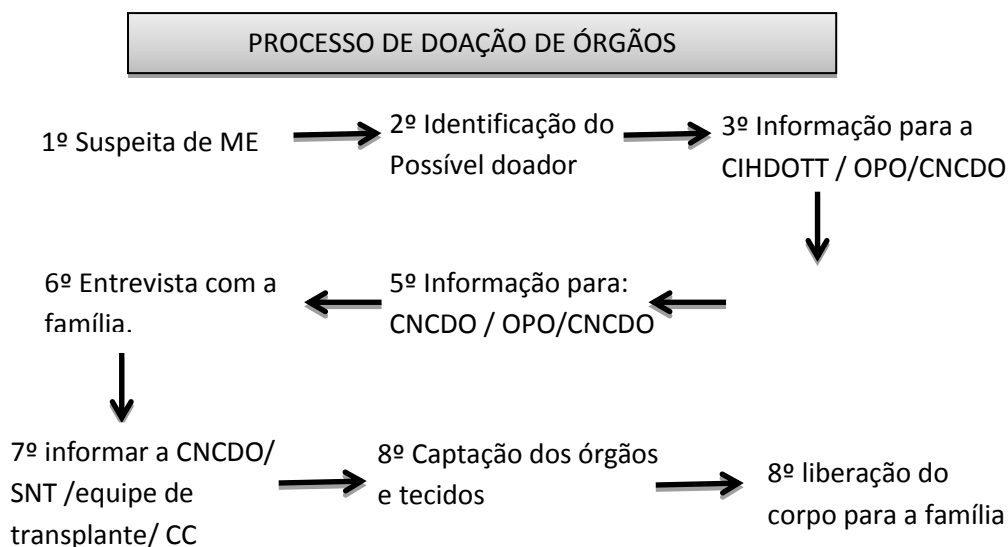 PROCESSO DE DOAÇÃO DE ÓRGÃOS
1º Suspeita de ME
2º Identificação do
Possível doador
3º Informação para a
CIHDOTT / OPO/CNCDO
6º Entrevista com a
família.
5º Informação para:
CNCDO / OPO/CNCDO
7º informar a CNCDO/
SNT /equipe de
transplante/ CC
8º Captação dos órgãos
e tecidos
8º liberação do
corpo para a família